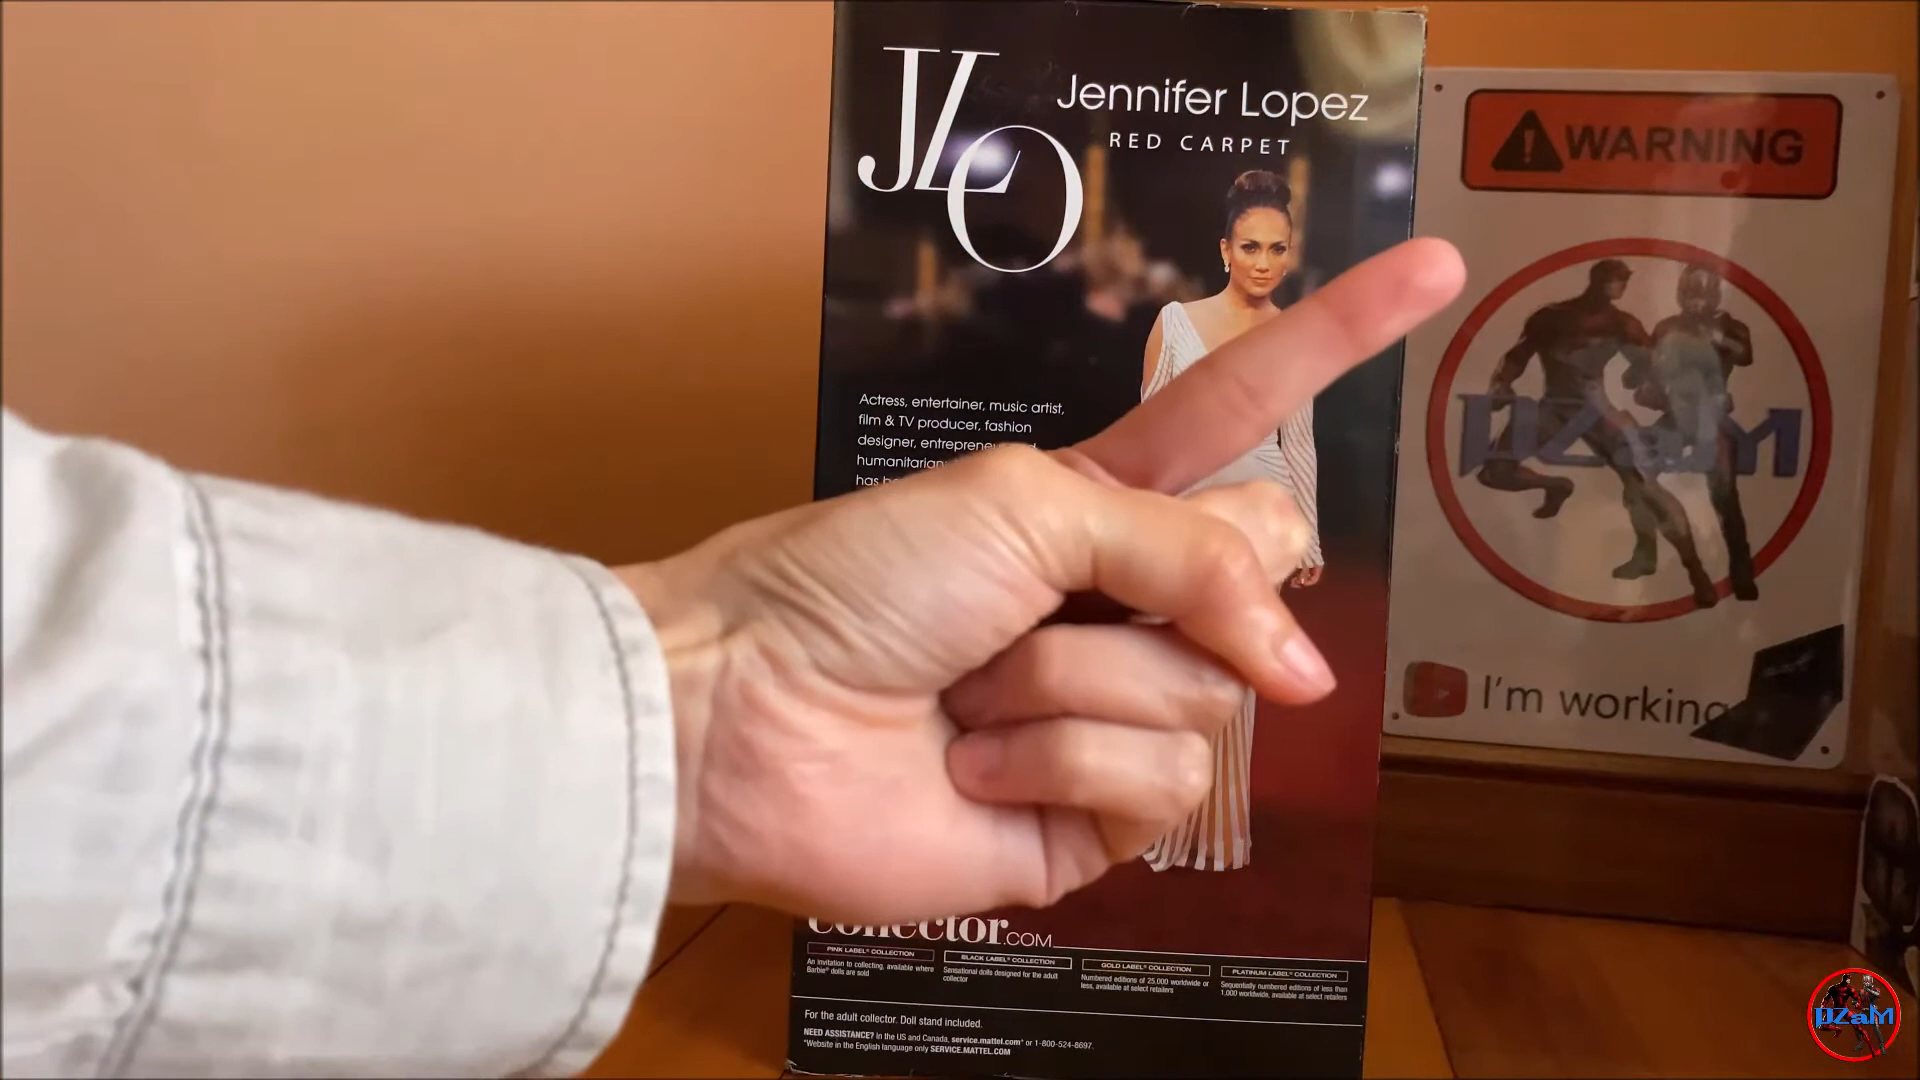 JLO
Jennifer Lopez
RED CARPET
Actress, entertainer, music artist,
film & TV producer, fashion
designer,
humanitarian
has
collector.COM
PINK LABEL® COLLECTION
An invitation to collecting, available where
Barbie® dolls are sold
BLACK LABEL® COLLECTION
Sensational dolls designed for the adult
collector
GOLD LABEL® COLLECTION
Numbered editions of 25,000 worldwide or
less, available at select retailers
PLATINUM LABEL® COLLECTION
Sequentially numbered editions of less than
1,000 worldwide, available at select retailers
For the adult collector. Doll stand included.
NEED ASSISTANCE? In the US and Canada, service.mattel.com* or 1-800-524-8697.
*Website in the English language only SERVICE.MATTEL.COM
WARNING
PZaM
I'm working
PZaM